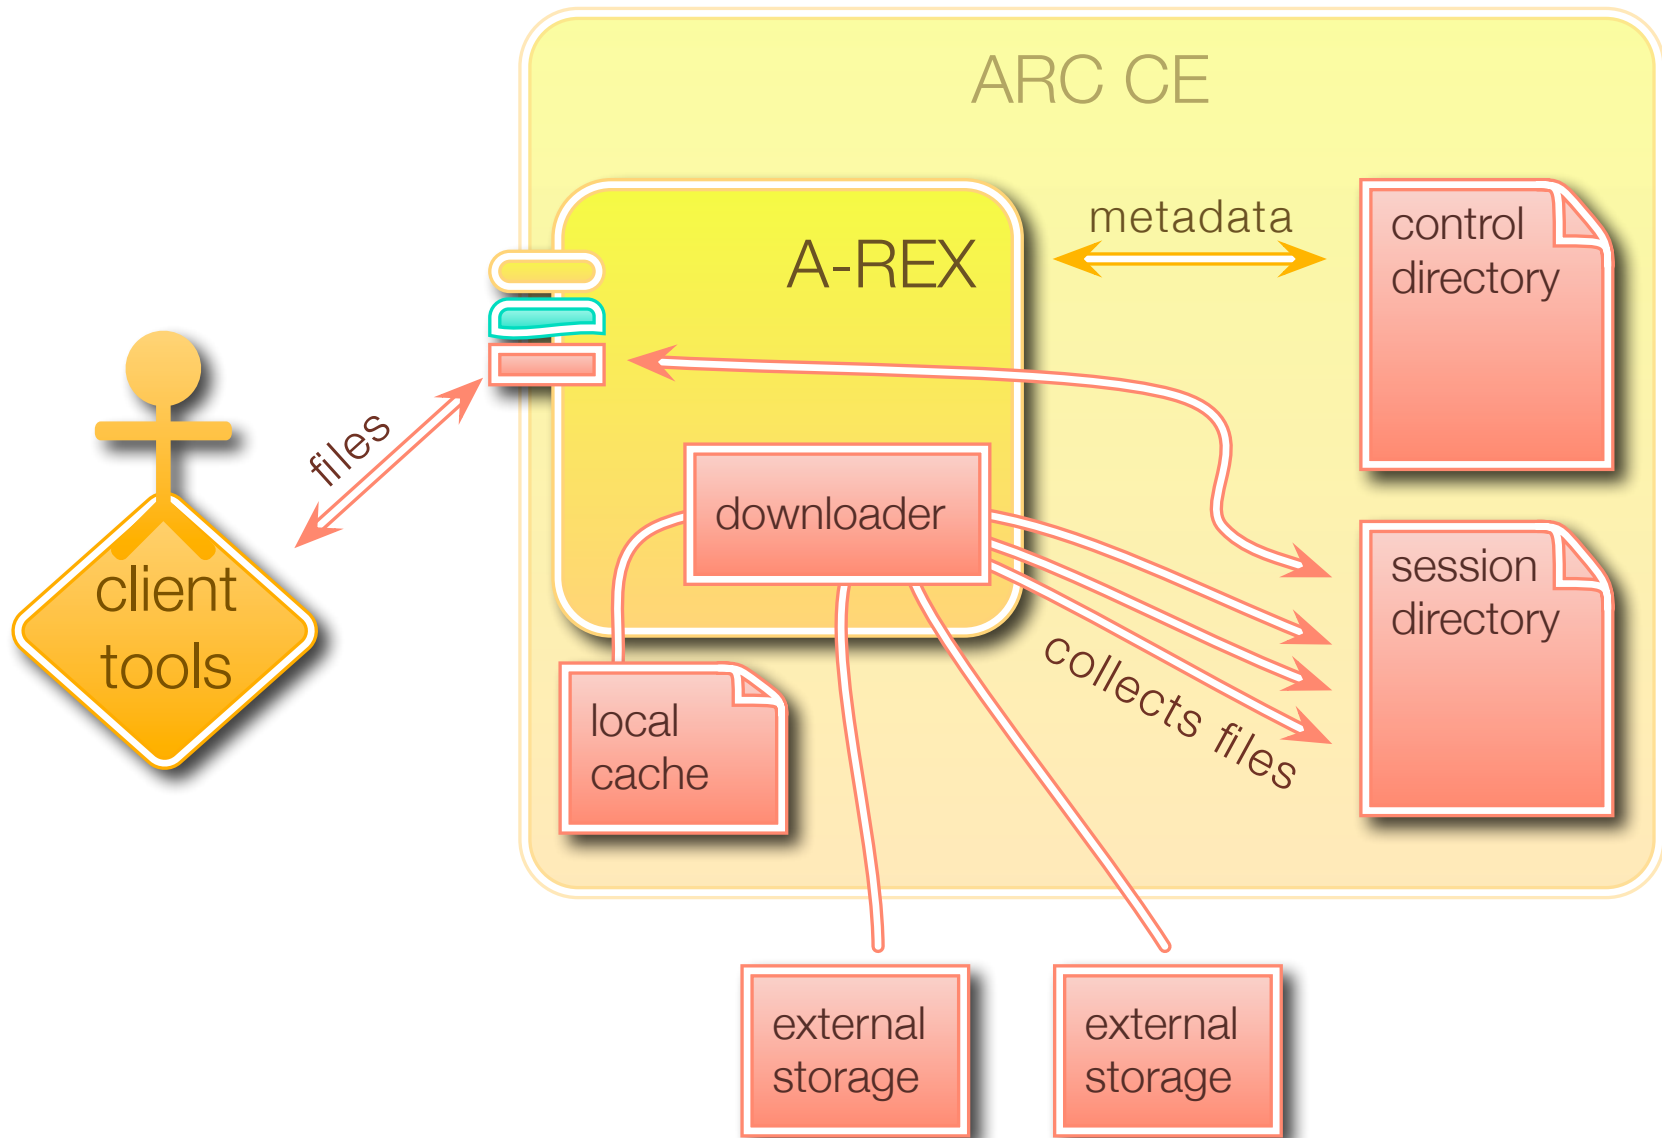 ARC CE
A-REX
metadata
control
directory
files
client
tools
downloader
session
directory
collects files
local
cache
external
storage
external
storage